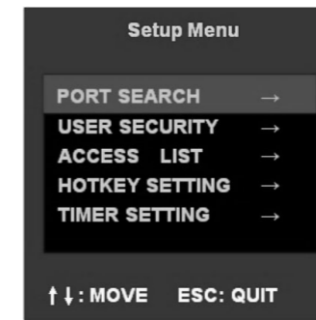 Setup Menu
PORT SEARCH →
USER SECURITY →
ACCESS LIST →
HOTKEY SETTING →
TIMER SETTING →
↑↓: MOVE ESC: QUIT